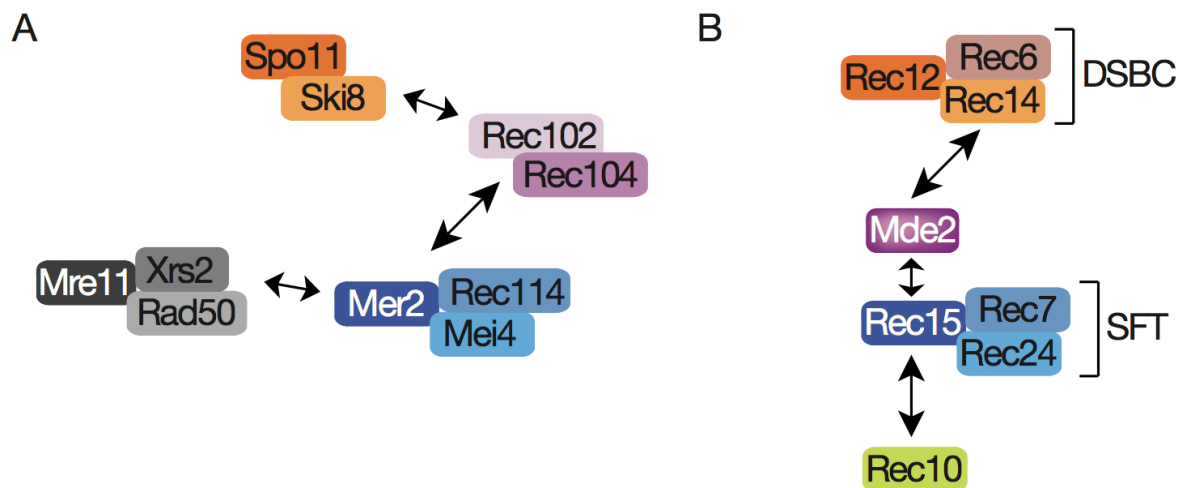 A
Spo11
Ski8
Rec102
Rec104
Mre11
Xrs2
Rad50
Mer2
Rec114
Mei4
B
Rec12
Rec6
Rec14
DSBC
Mde2
Rec15
Rec7
Rec24
SFT
Rec10